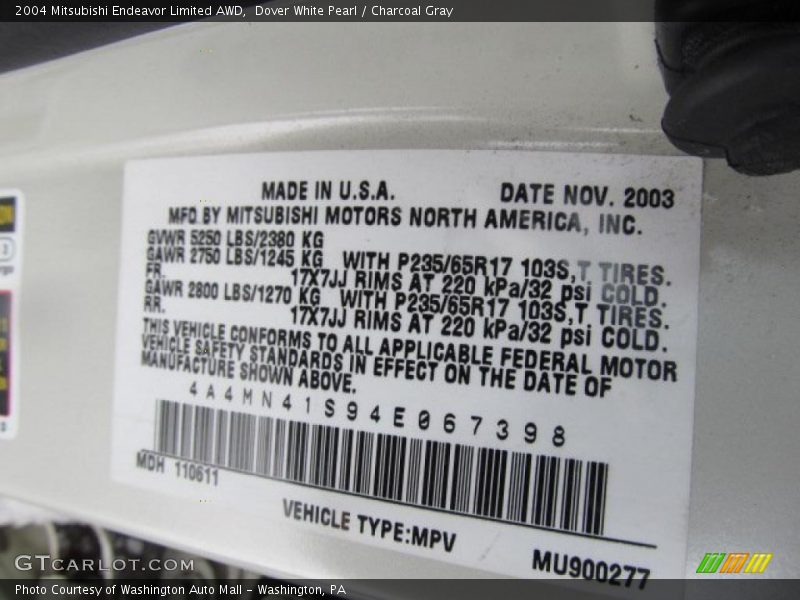 2004 Mitsubishi Endeavor Limited AWD,  Dover White Pearl / Charcoal Gray
MADE IN U.S.A. DATE NOV. 2003
MFD BY MITSUBISHI MOTORS NORTH AMERICA, INC.
GVWR 5250 LBS/2380 KG
GAWR 2750 LBS/1245 KG WITH P235/65R17 103S,T TIRES.
FR. 17X7JJ RIMS AT 220 kPa/32 psi COLD.
GAWR 2800 LBS/1270 KG WITH P235/65R17 103S,T TIRES.
RR. 17X7JJ RIMS AT 220 kPa/32 psi COLD.
THIS VEHICLE CONFORMS TO ALL APPLICABLE FEDERAL MOTOR
VEHICLE SAFETY STANDARDS IN EFFECT ON THE DATE OF
MANUFACTURE SHOWN ABOVE.
4A4MN41S94E067398
MDH 110611
VEHICLE TYPE:MPV
MU900277
GTCARLOT.COM
Photo Courtesy of Washington Auto Mall - Washington, PA